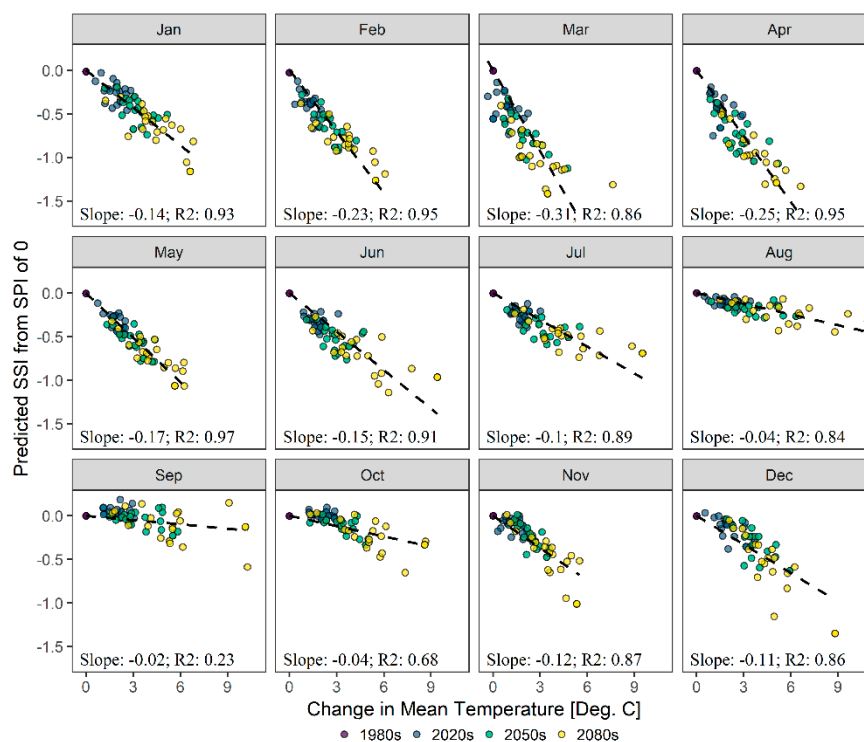 Jan Feb Mar Apr
0.0
-0.5
-1.0
-1.5
Slope: -0.14; R2: 0.93 Slope: -0.23; R2: 0.95 Slope: -0.31; R2: 0.86 Slope: -0.25; R2: 0.95
May Jun Jul Aug
0.0
-0.5
-1.0
-1.5
Slope: -0.17; R2: 0.97 Slope: -0.15; R2: 0.91 Slope: -0.1; R2: 0.89 Slope: -0.04; R2: 0.84
Sep Oct Nov Dec
0.0
-0.5
-1.0
-1.5
Slope: -0.02; R2: 0.23 Slope: -0.04; R2: 0.68 Slope: -0.12; R2: 0.87 Slope: -0.11; R2: 0.86
0 3 6 9 0 3 6 9 0 3 6 9 0 3 6 9
Predicted SSI from SPI of 0
Change in Mean Temperature [Deg. C]
1980s 2020s 2050s 2080s